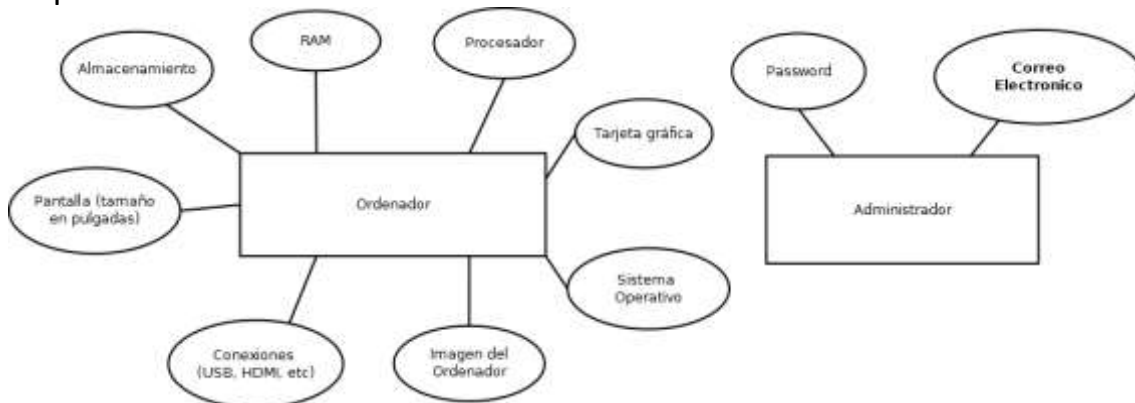 RAM
Procesador
Almacenamiento
Password
Correo
Electronico
Tarjeta gráfica
Pantalla (tamaño
en pulgadas)
Ordenador
Administrador
Sistema
Operativo
Conexiones
(USB, HDMI, etc)
Imagen del
Ordenador